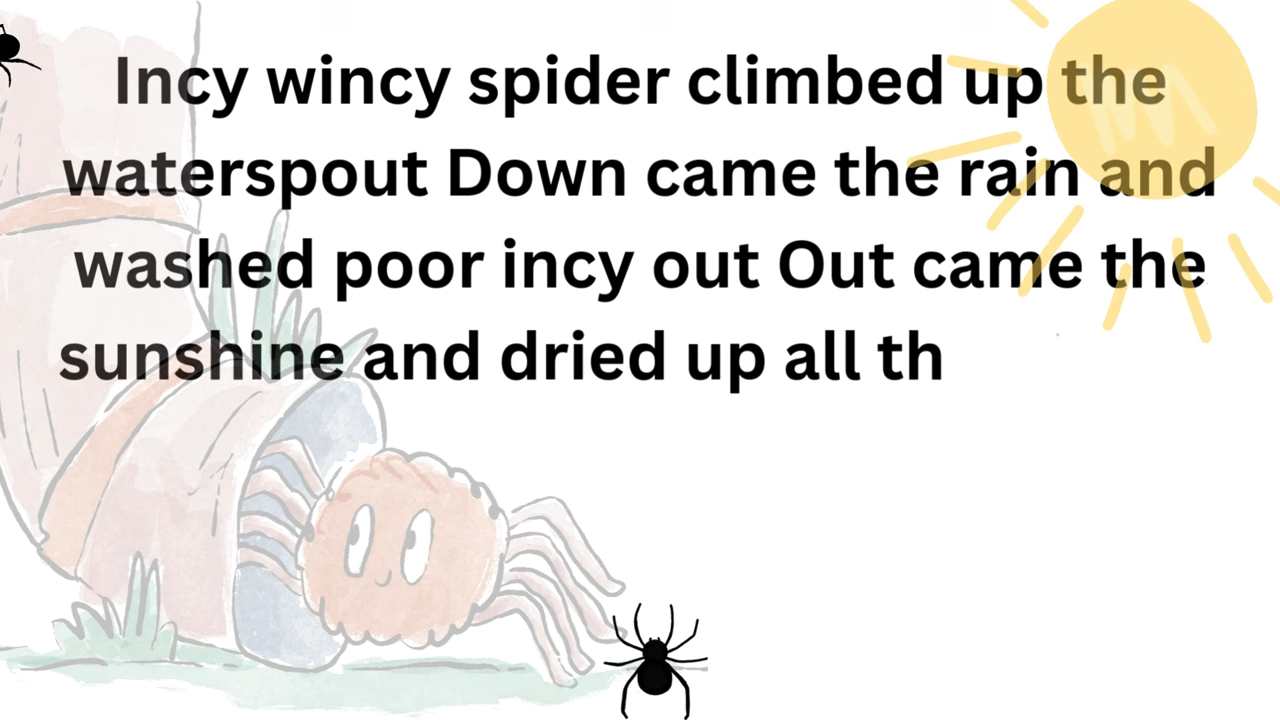 Incy wincy spider climbed up the
waterspout Down came the rain and
washed poor incy out Out came the
sunshine and dried up all th